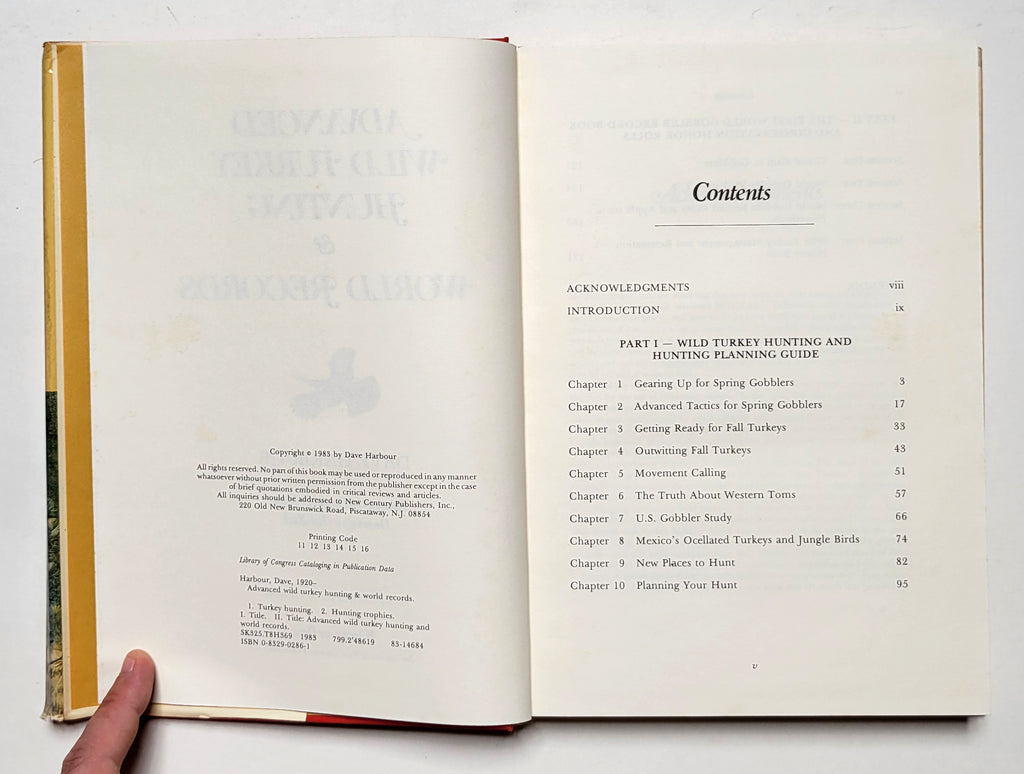 Copyright © 1983 by Dave Harbour
All rights reserved. No part of this book may be used or reproduced in any manner
whatsoever without prior written permission from the publisher except in the case
of brief quotations embodied in critical reviews and articles.
All inquiries should be addressed to New Century Publishers, Inc.,
220 Old New Brunswick Road, Piscataway, N.J. 08854
Printing Code
11 12 13 14 15 16
Library of Congress Cataloging in Publication Data
Harbour, Dave, 1920–
Advanced wild turkey hunting & world records.
1. Turkey hunting. 2. Hunting trophies.
I. Title. II. Title: Advanced wild turkey hunting and
world records.
SK325.T8H369 1983 799.2'48619 83-14684
ISBN 0-8329-0286-1
Contents
ACKNOWLEDGMENTS viii
INTRODUCTION ix
PART I — WILD TURKEY HUNTING AND
HUNTING PLANNING GUIDE
Chapter 1 Gearing Up for Spring Gobblers 3
Chapter 2 Advanced Tactics for Spring Gobblers 17
Chapter 3 Getting Ready for Fall Turkeys 33
Chapter 4 Outwitting Fall Turkeys 43
Chapter 5 Movement Calling 51
Chapter 6 The Truth About Western Toms 57
Chapter 7 U.S. Gobbler Study 66
Chapter 8 Mexico's Ocellated Turkeys and Jungle Birds 74
Chapter 9 New Places to Hunt 82
Chapter 10 Planning Your Hunt 95
v